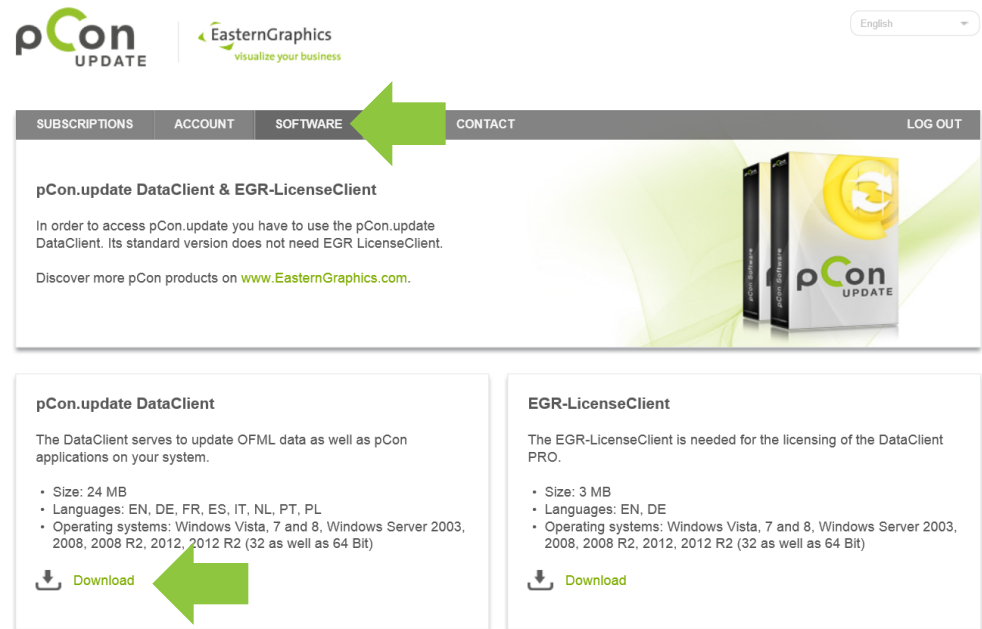 pCon
UPDATE
EasternGraphics
visualize your business
English
SUBSCRIPTIONS
ACCOUNT
SOFTWARE
CONTACT
LOG OUT
pCon.update DataClient & EGR-LicenseClient
In order to access pCon.update you have to use the pCon.update
DataClient. Its standard version does not need EGR LicenseClient.
Discover more pCon products on www.EasternGraphics.com.
pCon Software
pCon Software
pCon
UPDATE
pCon.update DataClient
The DataClient serves to update OFML data as well as pCon
applications on your system.
• Size: 24 MB
• Languages: EN, DE, FR, ES, IT, NL, PT, PL
• Operating systems: Windows Vista, 7 and 8, Windows Server 2003,
2008, 2008 R2, 2012, 2012 R2 (32 as well as 64 Bit)
Download
EGR-LicenseClient
The EGR-LicenseClient is needed for the licensing of the DataClient
PRO.
• Size: 3 MB
• Languages: EN, DE
• Operating systems: Windows Vista, 7 and 8, Windows Server 2003,
2008, 2008 R2, 2012, 2012 R2 (32 as well as 64 Bit)
Download